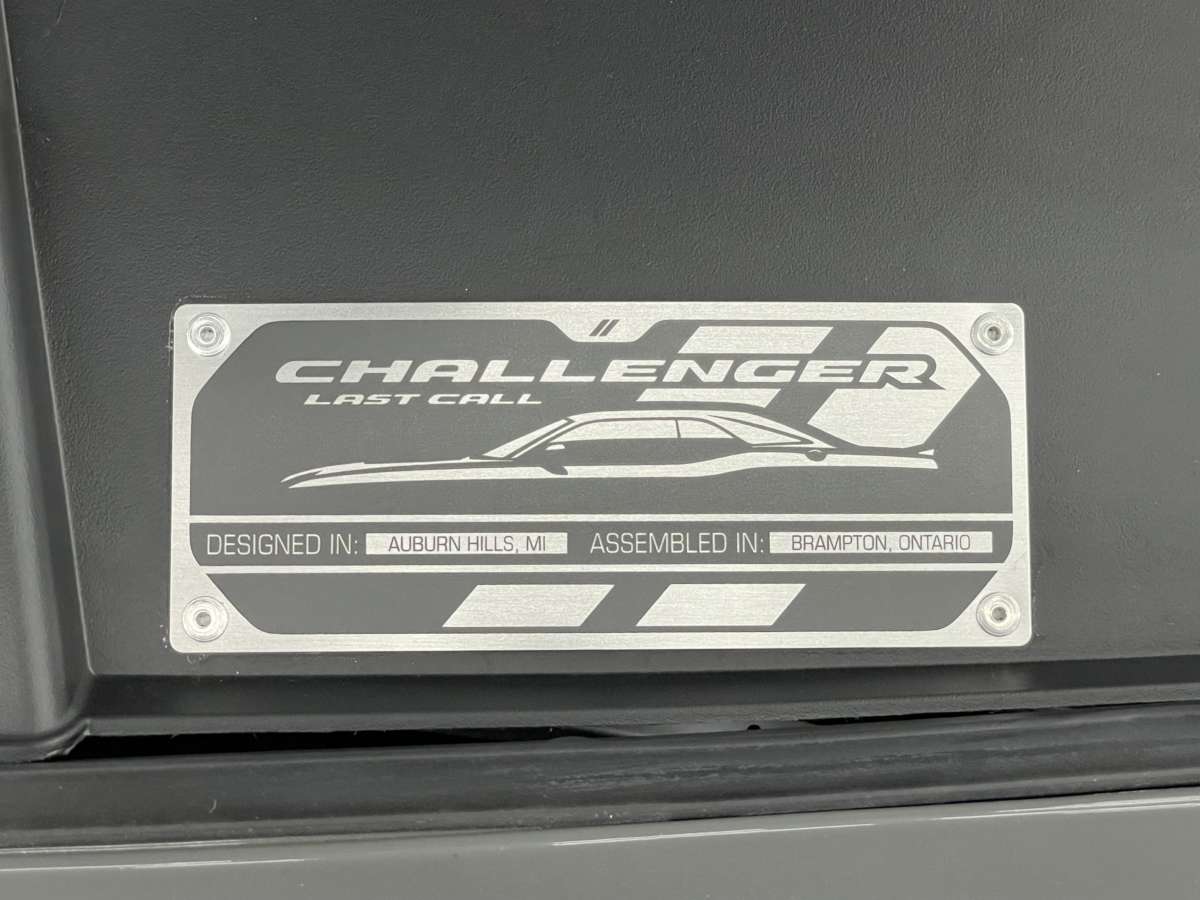 CHALLENGER
LAST CALL
DESIGNED IN: AUBURN HILLS, MI ASSEMBLED IN: BRAMPTON, ONTARIO